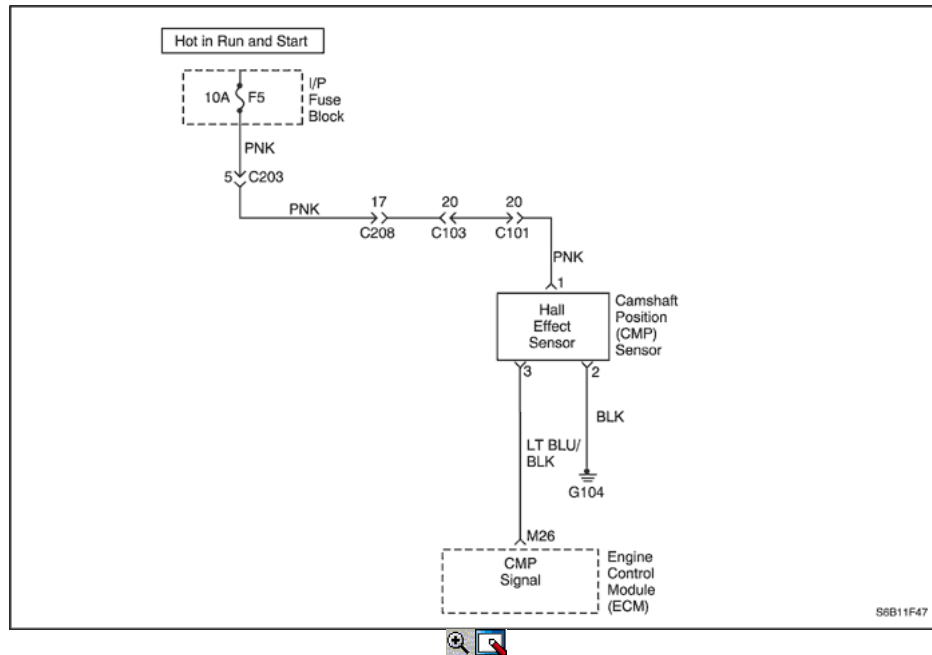 Hot in Run and Start
10A F5
I/P
Fuse
Block
PNK
5 C203
PNK
17
20
20
C208
C103
C101
PNK
1
Hall
Effect
Sensor
Camshaft
Position
(CMP)
Sensor
3
2
BLK
LT BLU/
BLK
G104
M26
CMP
Signal
Engine
Control
Module
(ECM)
S6B11F47